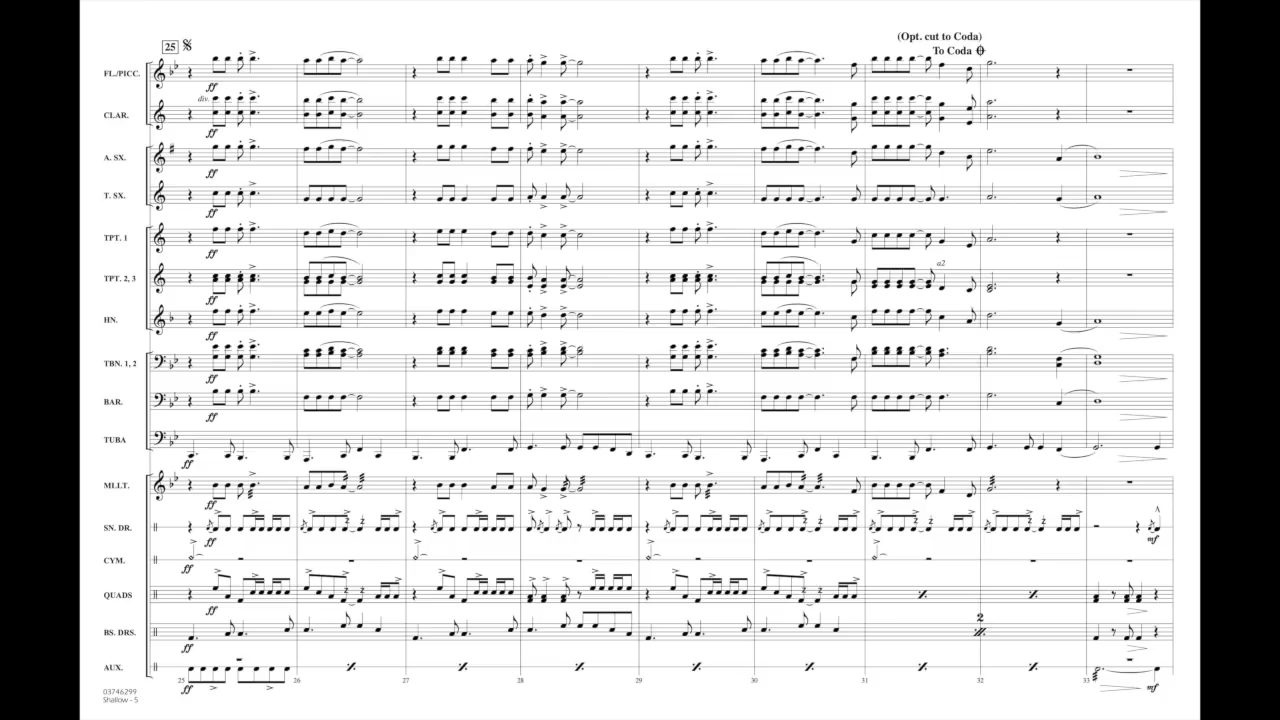 (Opt. cut to Coda)
25
To Coda
FL./PICC.
ff
div.
CLAR.
ff
A. SX.
ff
T. SX.
ff
TPT. 1
ff
a2
TPT. 2, 3
ff
HN.
ff
TBN. 1, 2
ff
BAR.
ff
TUBA
ff
MLLT.
ff
SN. DR.
ff
mf
CYM.
ff
QUADS
ff
2
BS. DRS.
ff
AUX.
ff
mf
25 26 27 28 29 30 31 32 33
03746299
Shallow - 5